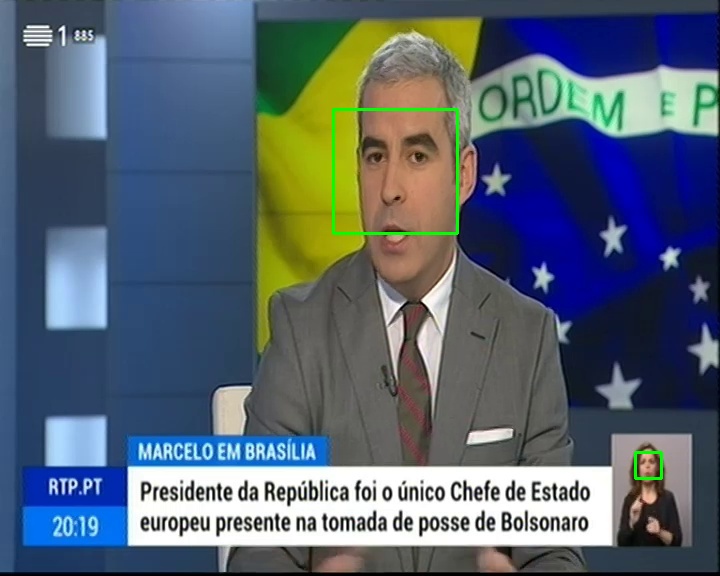 1 885
ORDEM E P
MARCELO EM BRASÍLIA
RTP.PT
Presidente da República foi o único Chefe de Estado
20:19
europeu presente na tomada de posse de Bolsonaro